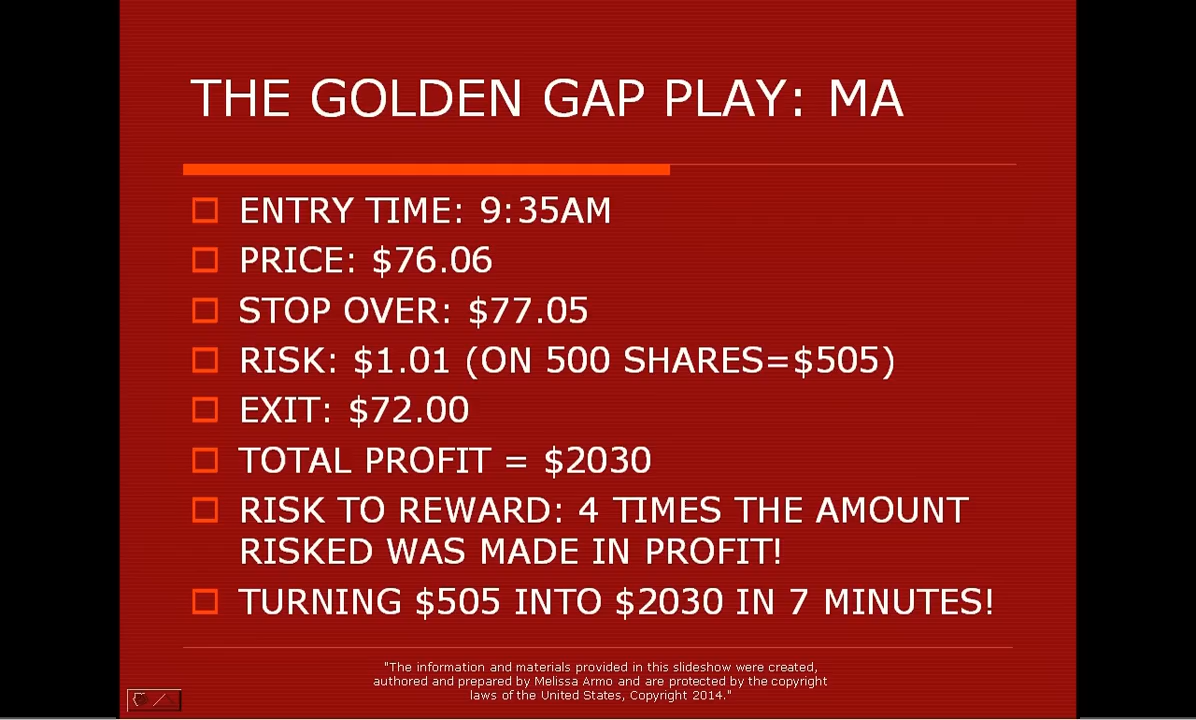 THE GOLDEN GAP PLAY: MA
ENTRY TIME: 9:35AM
PRICE: $76.06
STOP OVER: $77.05
RISK: $1.01 (ON 500 SHARES=$505)
EXIT: $72.00
TOTAL PROFIT = $2030
RISK TO REWARD: 4 TIMES THE AMOUNT
RISKED WAS MADE IN PROFIT!
TURNING $505 INTO $2030 IN 7 MINUTES!
"The information and materials provided in this slideshow were created,
authored and prepared by Melissa Armo and are protected by the copyright
laws of the United States, Copyright 2014."